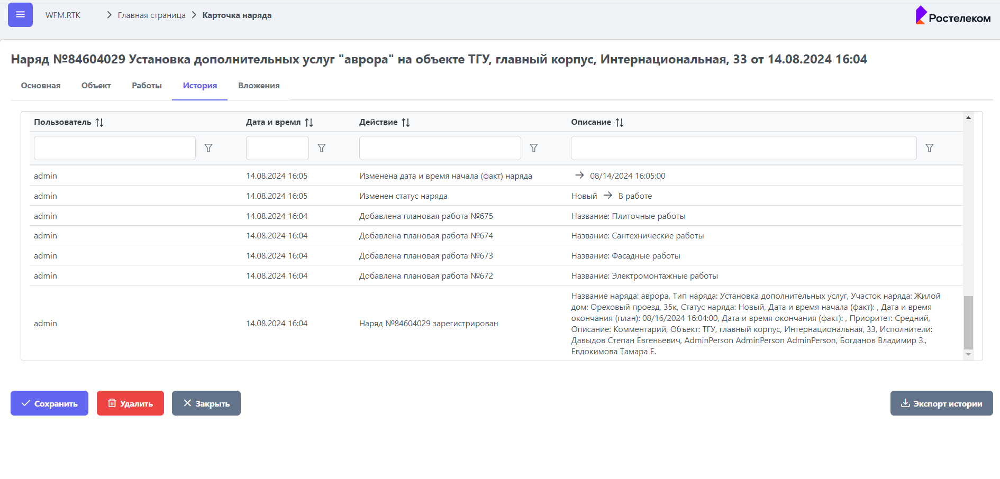 WFM.RTK
Главная страница
Карточка наряда
Ростелеком
Наряд №84604029 Установка дополнительных услуг "аврора" на объекте ТГУ, главный корпус, Интернациональная, 33 от 14.08.2024 16:04
Основная Объект Работы История Вложения
Пользователь Дата и время Действие Описание
admin 14.08.2024 16:05 Изменена дата и время начала (факт) наряда → 08/14/2024 16:05:00
admin 14.08.2024 16:05 Изменен статус наряда Новый → В работе
admin 14.08.2024 16:04 Добавлена плановая работа №675 Название: Плиточные работы
admin 14.08.2024 16:04 Добавлена плановая работа №674 Название: Сантехнические работы
admin 14.08.2024 16:04 Добавлена плановая работа №673 Название: Фасадные работы
admin 14.08.2024 16:04 Добавлена плановая работа №672 Название: Электромонтажные работы
admin 14.08.2024 16:04 Наряд №84604029 зарегистрирован
Название наряда: аврора, Тип наряда: Установка дополнительных услуг, Участок наряда: Жилой
дом: Ореховый проезд, 35к, Статус наряда: Новый, Дата и время начала (факт): , Дата и время
окончания (план): 08/16/2024 16:04:00, Дата и время окончания (факт): , Приоритет: Средний,
Описание: Комментарий, Объект: ТГУ, главный корпус, Интернациональная, 33, Исполнители:
Давыдов Степан Евгеньевич, AdminPerson AdminPerson AdminPerson, Богданов Владимир З.,
Евдокимова Тамара Е.
Сохранить Удалить Закрыть Экспорт истории